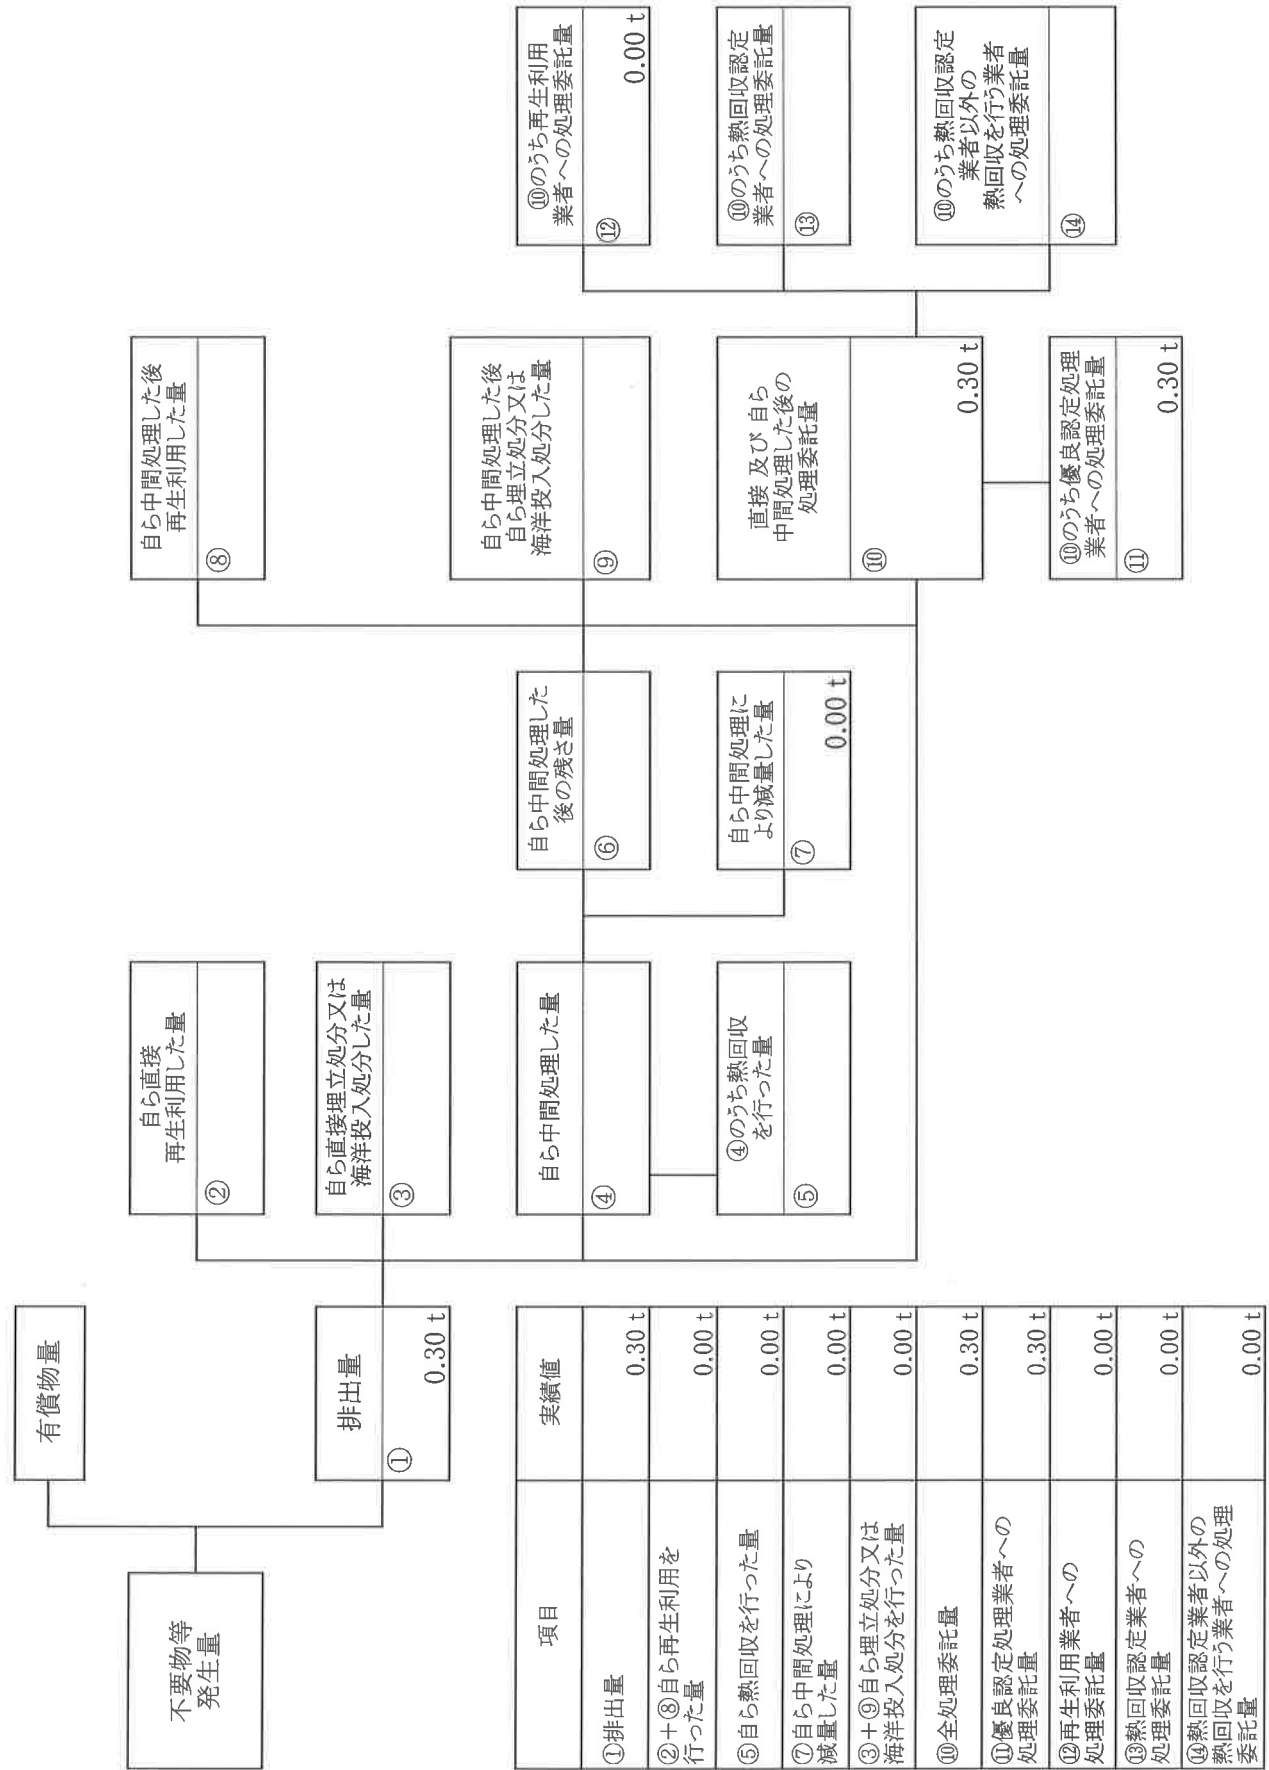 不要物等
発生量
有償物量
排出量
①
0.30 t
自ら直接
再生利用した量
②
自ら直接埋立処分又は
海洋投入処分した量
③
自ら中間処理した量
④
④のうち熱回収
を行った量
⑤
自ら中間処理した
後の残さ量
⑥
自ら中間処理に
より減量した量
⑦
0.00 t
自ら中間処理した後
再生利用した量
⑧
自ら中間処理した後
自ら埋立処分又は
海洋投入処分した量
⑨
直接 及び 自ら
中間処理した後の
処理委託量
⑩
0.30 t
⑩のうち優良認定処理
業者への処理委託量
⑪
0.30 t
⑩のうち再生利用
業者への処理委託量
⑫
0.00 t
⑩のうち熱回収認定
業者への処理委託量
⑬
⑩のうち熱回収認定
業者以外の
熱回収を行う業者
への処理委託量
⑭
項目
実績値
①排出量
0.30 t
②+⑧自ら再生利用を
行った量
0.00 t
⑤自ら熱回収を行った量
0.00 t
⑦自ら中間処理により
減量した量
0.00 t
③+⑨自ら埋立処分又は
海洋投入処分を行った量
0.00 t
⑩全処理委託量
0.30 t
⑪優良認定処理業者への
処理委託量
0.30 t
⑫再生利用業者への
処理委託量
0.00 t
⑬熱回収認定業者への
処理委託量
0.00 t
⑭熱回収認定業者以外の
熱回収を行う業者への処理
委託量
0.00 t